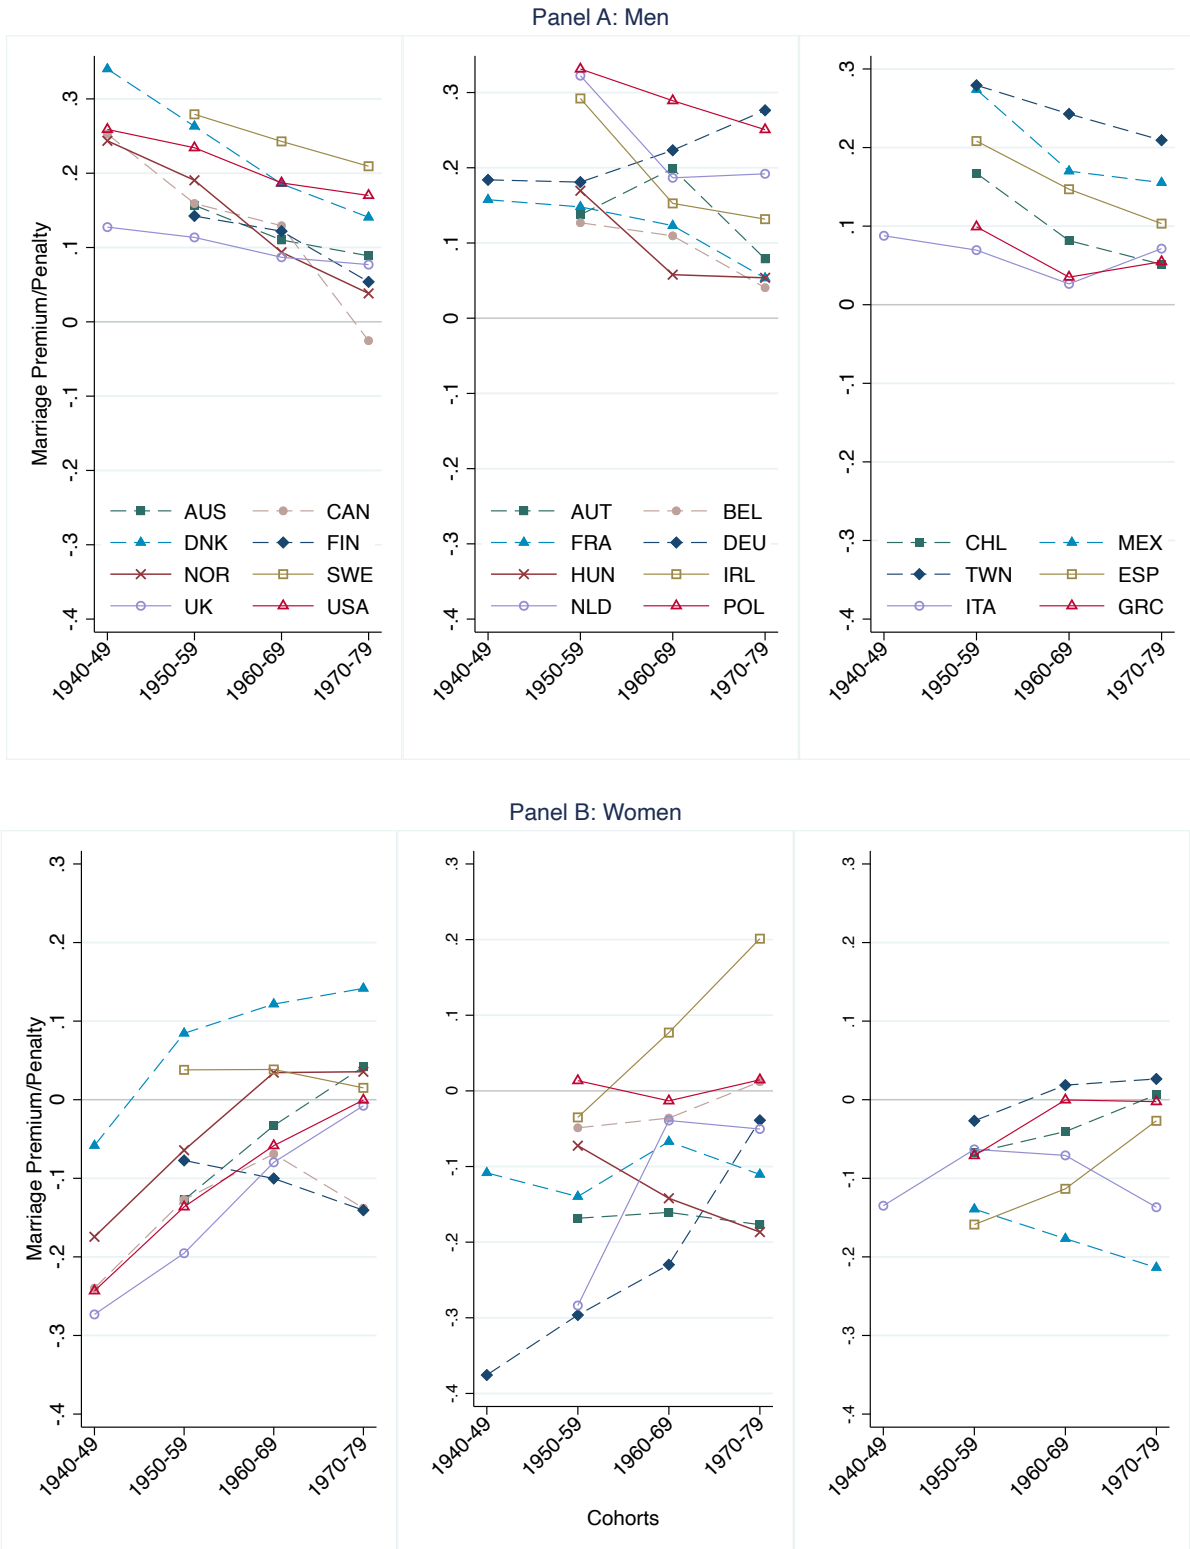 Panel A: Men
Marriage Premium/Penalty
.3
.2
.1
0
-.1
-.2
-.3
-.4
AUS CAN
DNK FIN
NOR SWE
UK USA
1940-49 1950-59 1960-69 1970-79
.3
.2
.1
0
-.1
-.2
-.3
-.4
AUT BEL
FRA DEU
HUN IRL
NLD POL
1940-49 1950-59 1960-69 1970-79
.3
.2
.1
0
-.1
-.2
-.3
-.4
CHL MEX
TWN ESP
ITA GRC
1940-49 1950-59 1960-69 1970-79
Panel B: Women
Marriage Premium/Penalty
.3
.2
.1
0
-.1
-.2
-.3
-.4
1940-49 1950-59 1960-69 1970-79
.3
.2
.1
0
-.1
-.2
-.3
-.4
1940-49 1950-59 1960-69 1970-79
.3
.2
.1
0
-.1
-.2
-.3
-.4
1940-49 1950-59 1960-69 1970-79
Cohorts